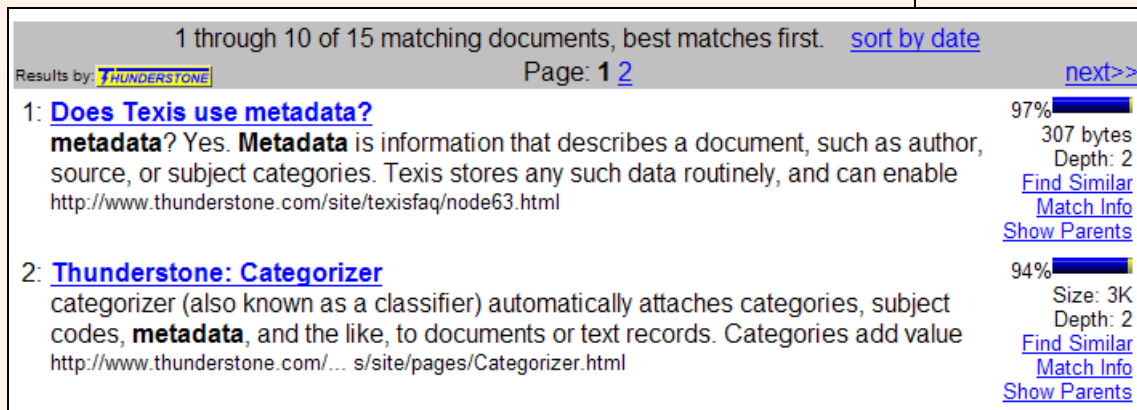 1 through 10 of 15 matching documents, best matches first. sort by date
Results by: THUNDERSTONE Page: 1 2 next>>
1: Does Texis use metadata? 97%
metadata? Yes. Metadata is information that describes a document, such as author, 307 bytes
source, or subject categories. Texis stores any such data routinely, and can enable Depth: 2
http://www.thunderstone.com/site/texisfaq/node63.html Find Similar
Match Info
Show Parents
2: Thunderstone: Categorizer 94%
categorizer (also known as a classifier) automatically attaches categories, subject Size: 3K
codes, metadata, and the like, to documents or text records. Categories add value Depth: 2
http://www.thunderstone.com/... s/site/pages/Categorizer.html Find Similar
Match Info
Show Parents